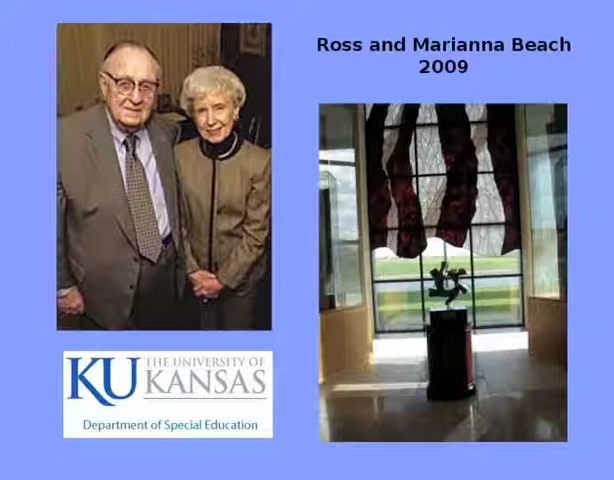 Ross and Marianna Beach
2009
KU THE UNIVERSITY OF
KANSAS
Department of Special Education